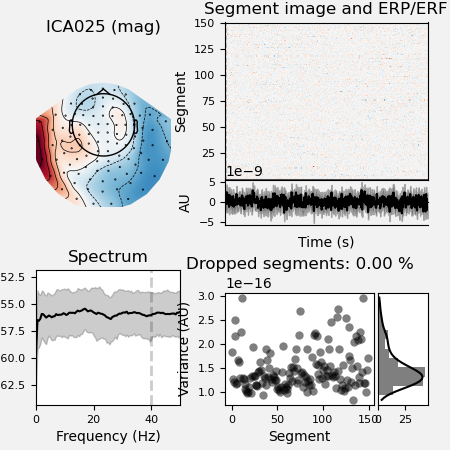 ICA025 (mag)
Segment image and ERP/ERF
Segment
150
125
100
75
50
25
1e−9
AU
5
0
−5
Time (s)
Spectrum
52.5
55.0
57.5
60.0
62.5
0
20
40
Frequency (Hz)
Dropped segments: 0.00 %
1e−16
Variance (AU)
3.0
2.5
2.0
1.5
1.0
0
50
100
150
Segment
0
25